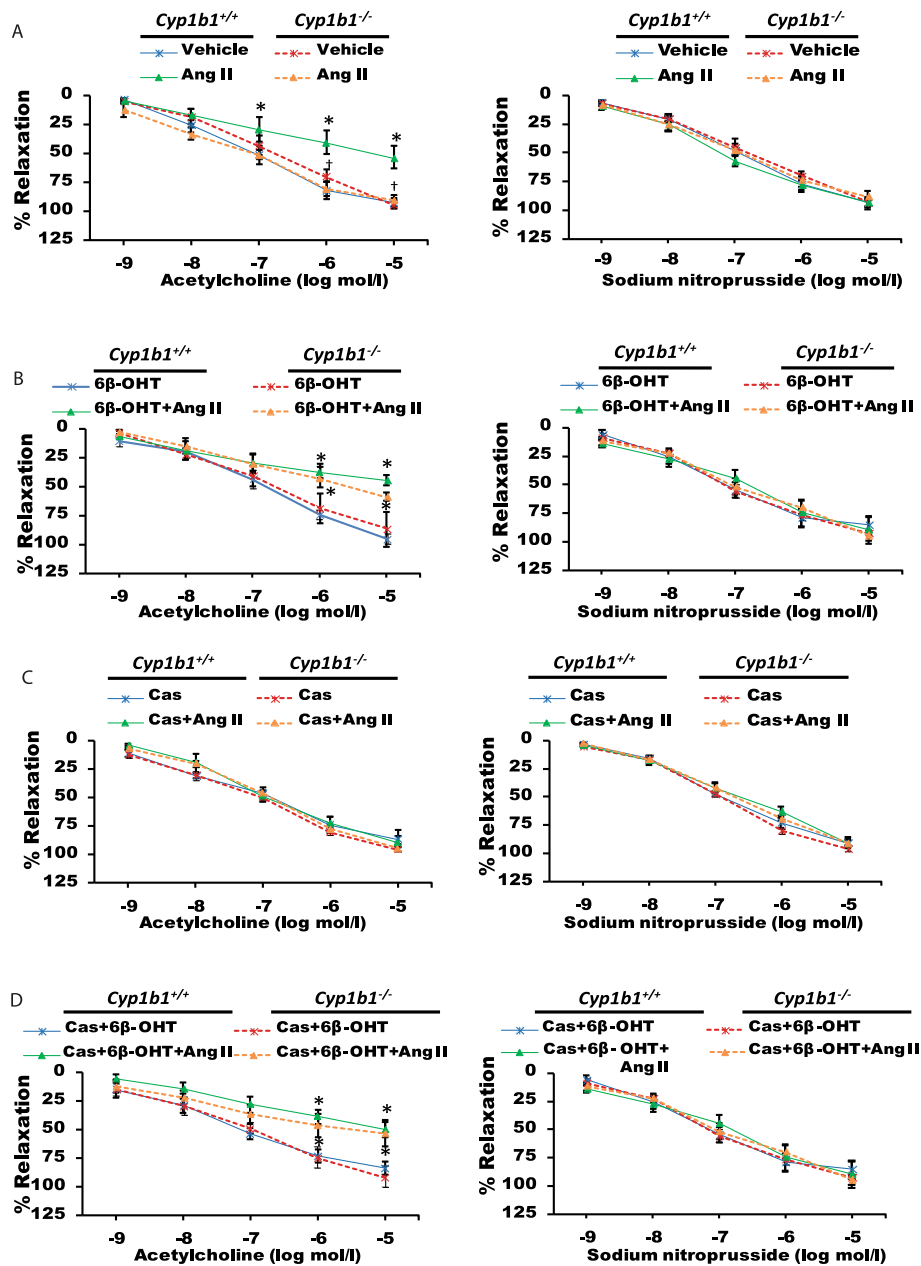 A
Cyp1b1+/+ Cyp1b1-/- Cyp1b1+/+ Cyp1b1-/-
Vehicle Vehicle Vehicle Vehicle
Ang II Ang II Ang II Ang II
% Relaxation
0
25
50
75
100
125
* * *
† †
-9 -8 -7 -6 -5
Acetylcholine (log mol/l)
% Relaxation
0
25
50
75
100
125
-9 -8 -7 -6 -5
Sodium nitroprusside (log mol/l)
B
Cyp1b1+/+ Cyp1b1-/- Cyp1b1+/+ Cyp1b1-/-
6β-OHT 6β-OHT 6β-OHT 6β-OHT
6β-OHT+Ang II 6β-OHT+Ang II 6β-OHT+Ang II 6β-OHT+Ang II
% Relaxation
0
25
50
75
100
125
* *
* *
-9 -8 -7 -6 -5
Acetylcholine (log mol/l)
% Relaxation
0
25
50
75
100
125
-9 -8 -7 -6 -5
Sodium nitroprusside (log mol/l)
C
Cyp1b1+/+ Cyp1b1-/- Cyp1b1+/+ Cyp1b1-/-
Cas Cas Cas Cas
Cas+Ang II Cas+Ang II Cas+Ang II Cas+Ang II
% Relaxation
0
25
50
75
100
125
-9 -8 -7 -6 -5
Acetylcholine (log mol/l)
% Relaxation
0
25
50
75
100
125
-9 -8 -7 -6 -5
Sodium nitroprusside (log mol/l)
D
Cyp1b1+/+ Cyp1b1-/- Cyp1b1+/+ Cyp1b1-/-
Cas+6β-OHT Cas+6β-OHT Cas+6β-OHT Cas+6β-OHT
Cas+6β-OHT+Ang II Cas+6β-OHT+Ang II Cas+6β-OHT+ Cas+6β-OHT+Ang II
Ang II
% Relaxation
0
25
50
75
100
125
* *
* *
-9 -8 -7 -6 -5
Acetylcholine (log mol/l)
% Relaxation
0
25
50
75
100
125
-9 -8 -7 -6 -5
Sodium nitroprusside (log mol/l)